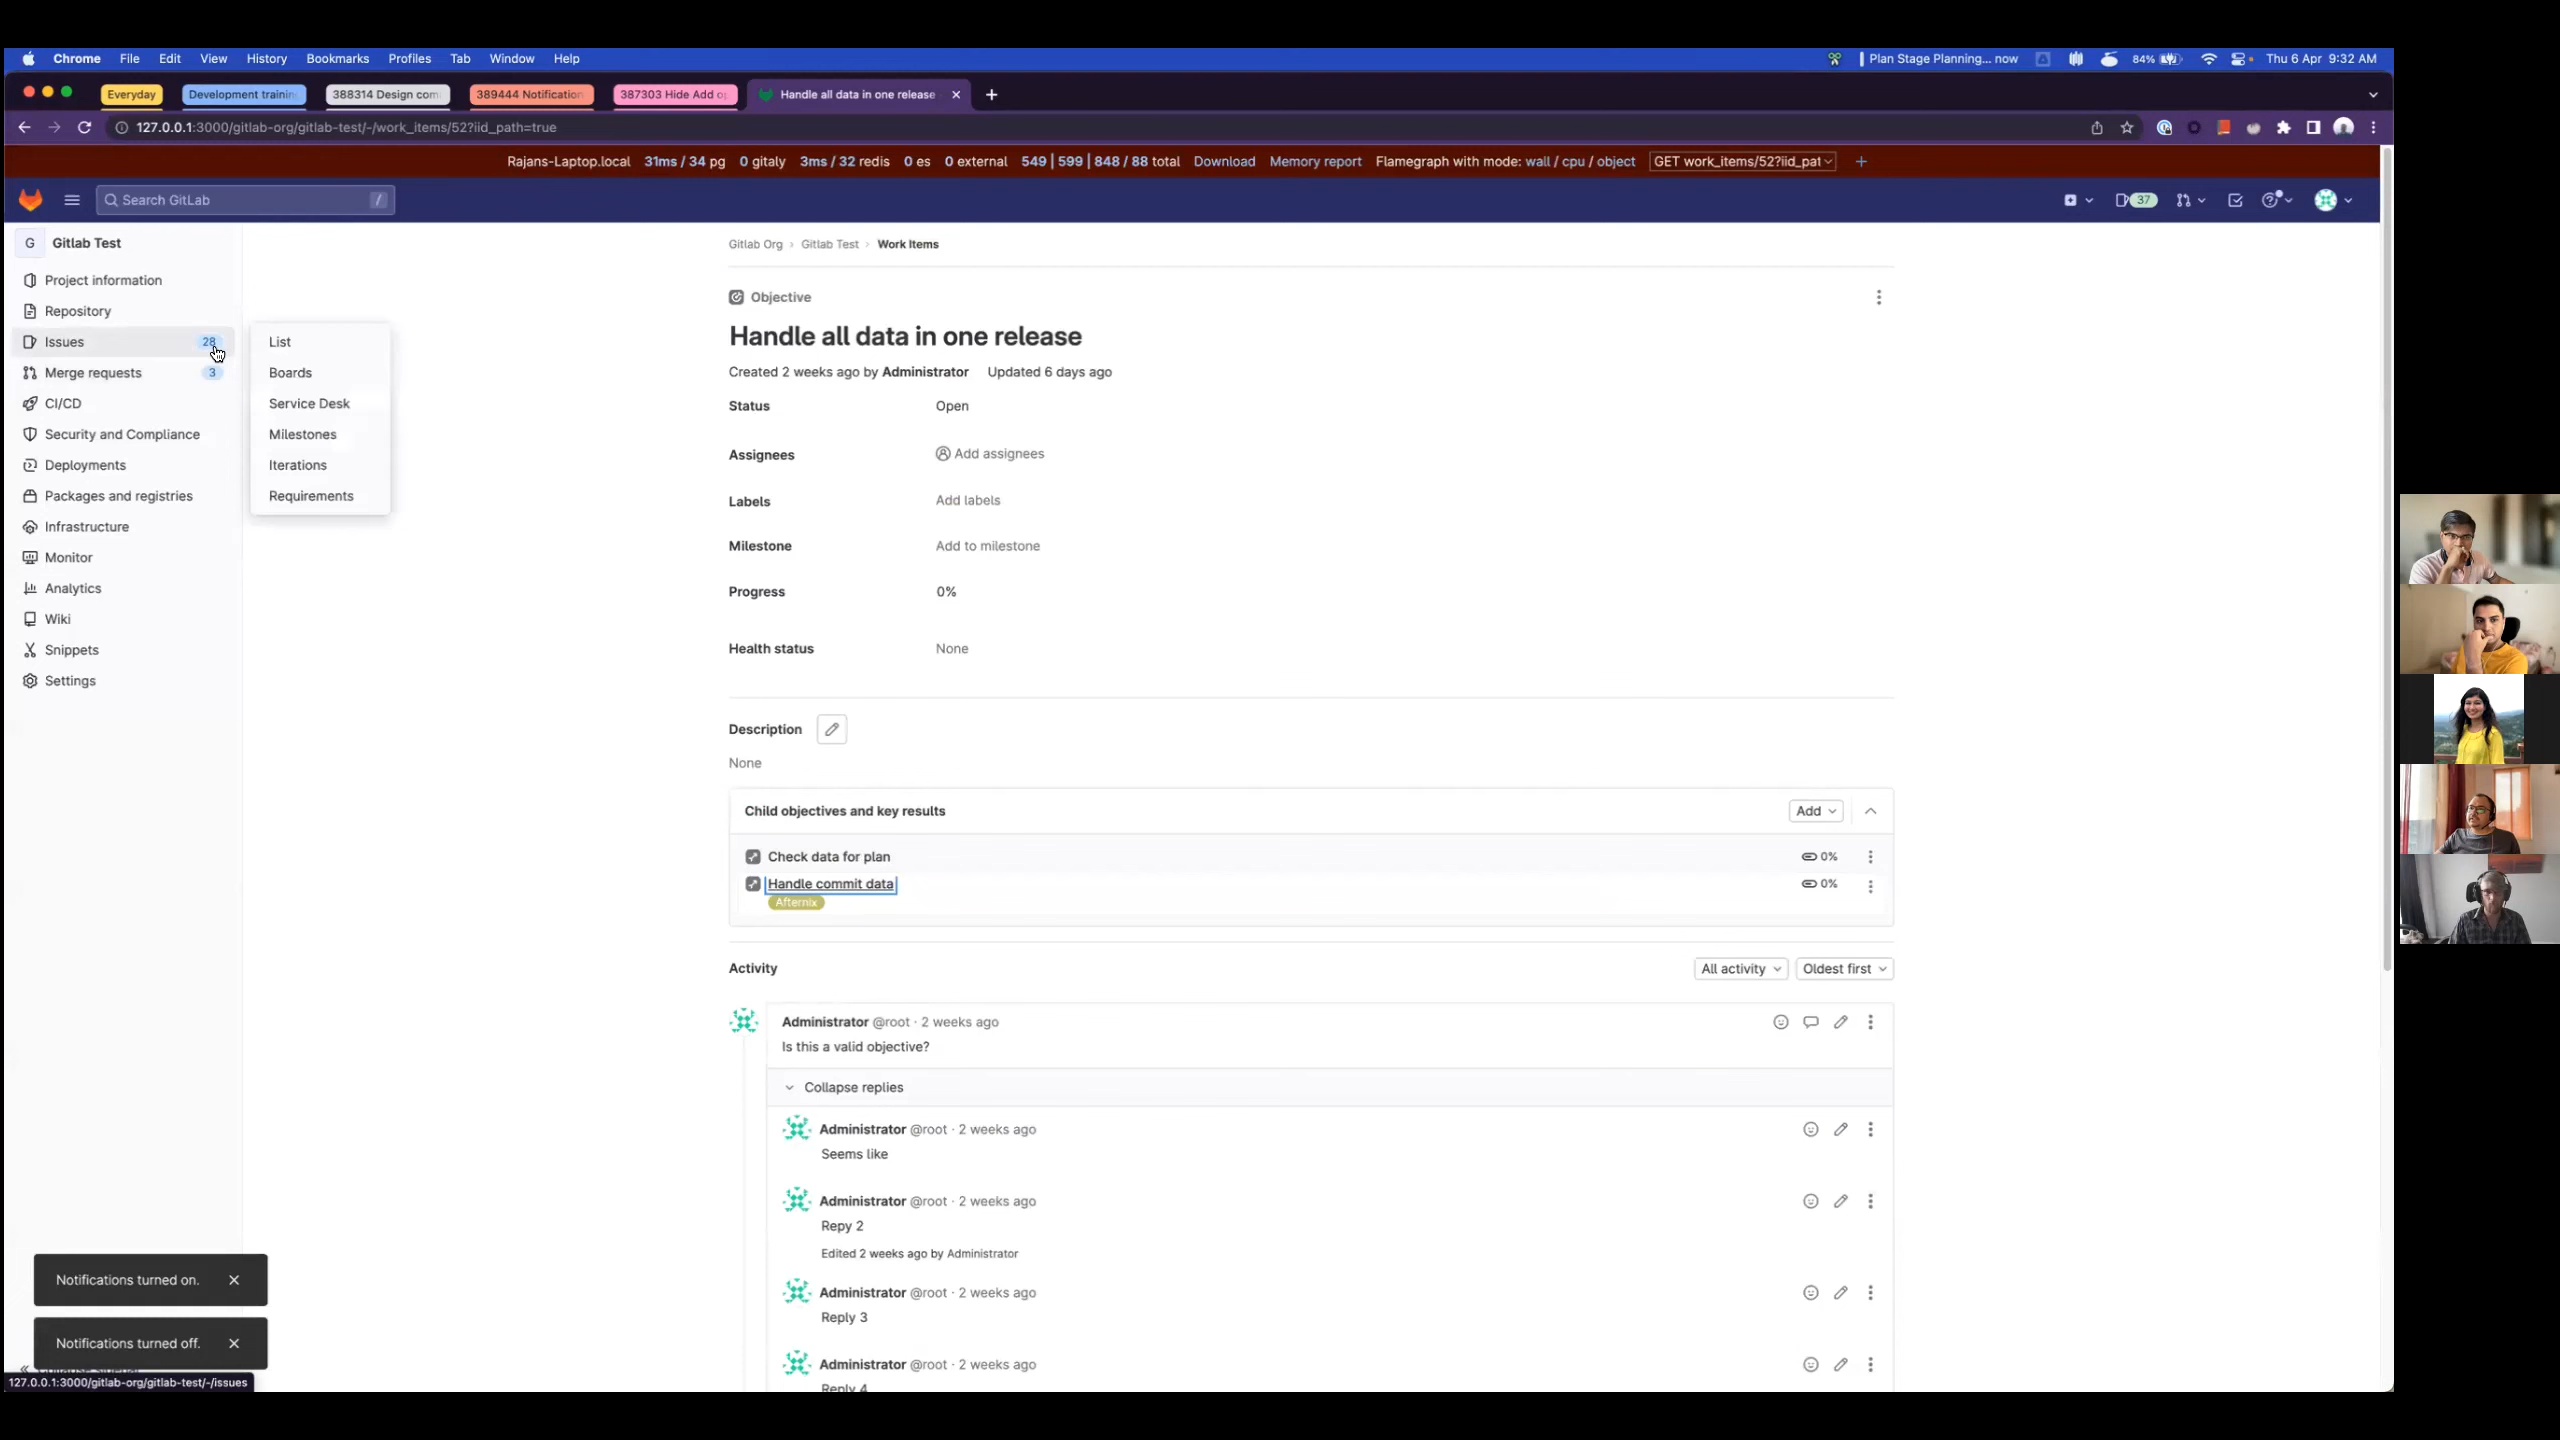 Chrome File Edit View History Bookmarks Profiles Tab Window Help Plan Stage Planning... now 84% Thu 6 Apr 9:32 AM
Everyday Development trainin 388314 Design com 389444 Notification 387303 Hide Add o Handle all data in one release
127.0.0.1:3000/gitlab-org/gitlab-test/-/work_items/52?iid_path=true
Rajans-Laptop.local 31ms / 34 pg 0 gitaly 3ms / 32 redis 0 es 0 external 549 | 599 | 848 / 88 total Download Memory report Flamegraph with mode: wall / cpu / object GET work_items/52?iid_pat +
Search GitLab / 37
G Gitlab Test
Project information
Repository
Issues 28
Merge requests 3
CI/CD
Security and Compliance
Deployments
Packages and registries
Infrastructure
Monitor
Analytics
Wiki
Snippets
Settings
List
Boards
Service Desk
Milestones
Iterations
Requirements
Gitlab Org › Gitlab Test › Work Items
Objective
Handle all data in one release
Created 2 weeks ago by Administrator Updated 6 days ago
Status Open
Assignees Add assignees
Labels Add labels
Milestone Add to milestone
Progress 0%
Health status None
Description
None
Child objectives and key results Add
Check data for plan 0%
Handle commit data 0%
Afternix
Activity All activity Oldest first
Administrator @root · 2 weeks ago
Is this a valid objective?
Collapse replies
Administrator @root · 2 weeks ago
Seems like
Administrator @root · 2 weeks ago
Repy 2
Edited 2 weeks ago by Administrator
Administrator @root · 2 weeks ago
Reply 3
Administrator @root · 2 weeks ago
Reply 4
Notifications turned on.
Notifications turned off.
127.0.0.1:3000/gitlab-org/gitlab-test/-/issues